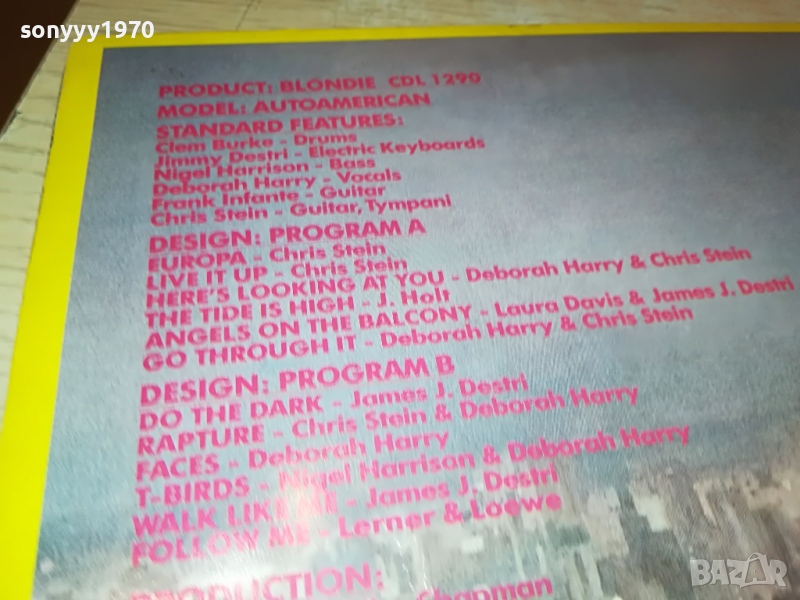 sonyyy1970
PRODUCT: BLONDIE CDL 1290
MODEL: AUTOAMERICAN
STANDARD FEATURES:
Clem Burke - Drums
Jimmy Destri - Electric Keyboards
Nigel Harrison - Bass
Deborah Harry - Vocals
Frank Infante - Guitar
Chris Stein - Guitar, Tympani
DESIGN: PROGRAM A
EUROPA - Chris Stein
LIVE IT UP - Chris Stein
HERE'S LOOKING AT YOU - Deborah Harry & Chris Stein
THE TIDE IS HIGH - J. Holt
ANGELS ON THE BALCONY - Laura Davis & James J. Destri
GO THROUGH IT - Deborah Harry & Chris Stein
DESIGN: PROGRAM B
DO THE DARK - James J. Destri
RAPTURE - Chris Stein & Deborah Harry
FACES - Deborah Harry
T-BIRDS - Nigel Harrison & Deborah Harry
WALK LIKE ME - James J. Destri
FOLLOW ME - Lerner & Loewe
PRODUCTION:
Chapman
BAZAR